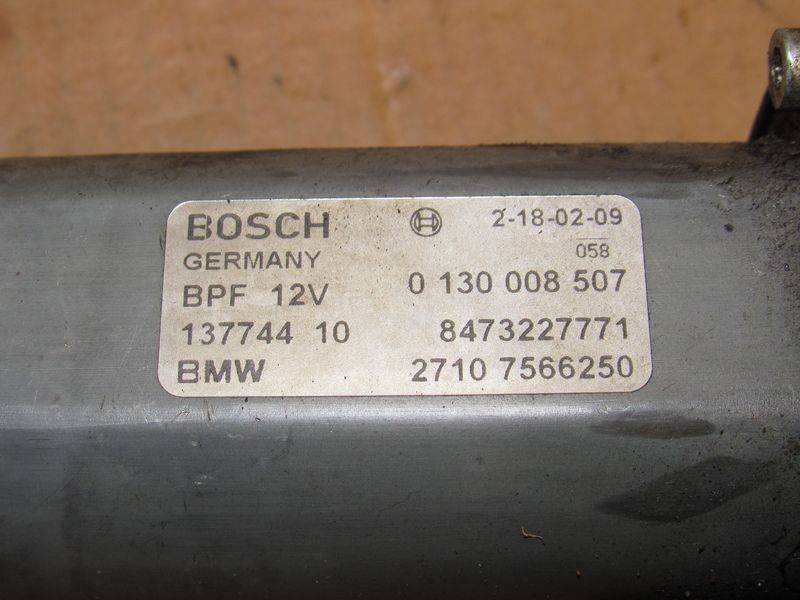 BOSCH 2-18-02-09
GERMANY 058
BPF 12V 0 130 008 507
137744 10 8473227771
BMW 2710 7566250